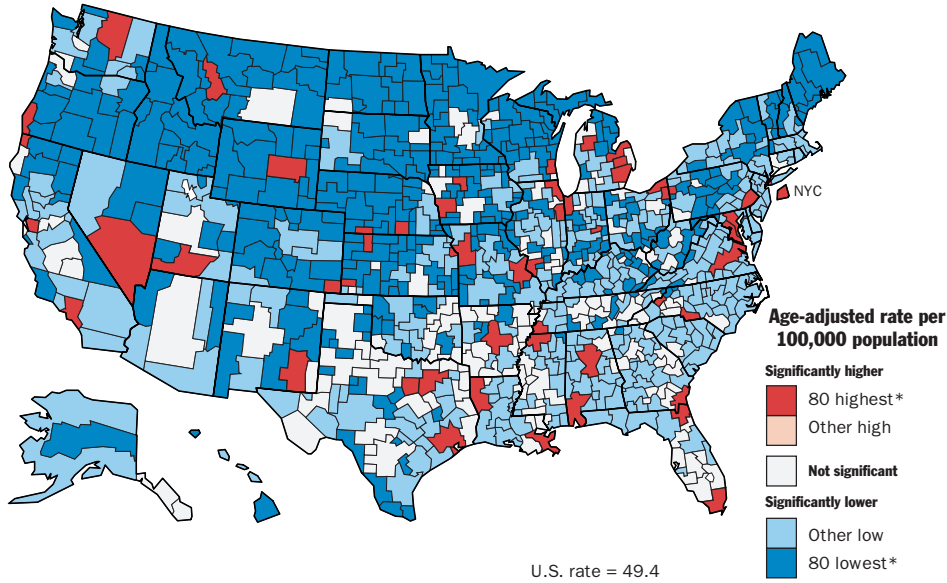 NYC
Age-adjusted rate per
100,000 population
Significantly higher
80 highest*
Other high
Not significant
Significantly lower
Other low
80 lowest*
U.S. rate = 49.4